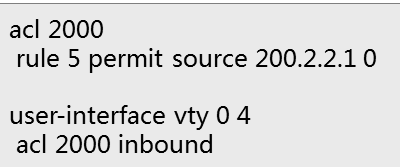 acl 2000
rule 5 permit source 200.2.2.1 0
user-interface vty 0 4
acl 2000 inbound